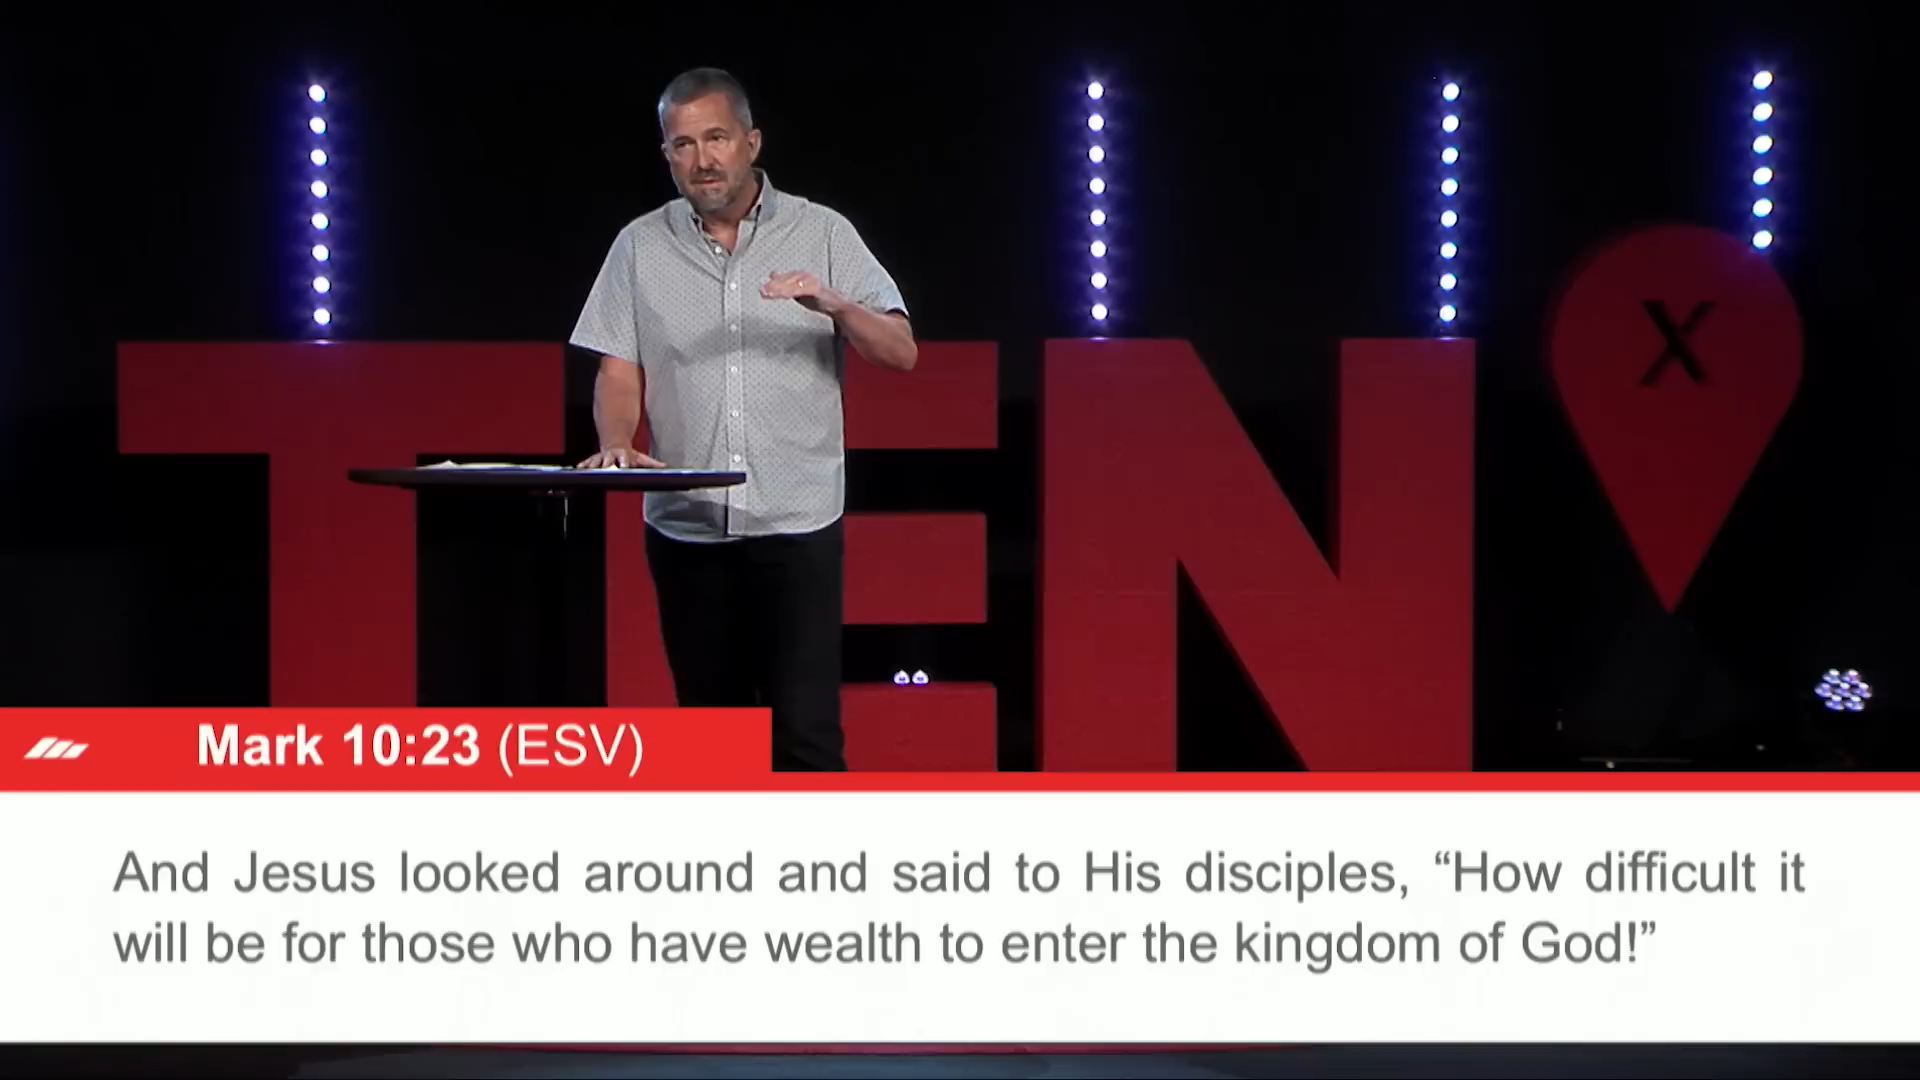 TEN
X
Mark 10:23 (ESV)
And Jesus looked around and said to His disciples, “How difficult it
will be for those who have wealth to enter the kingdom of God!”